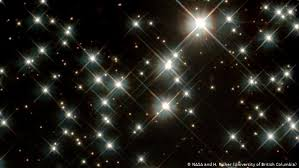 © NASA and H. Richer (University of British Columbia)